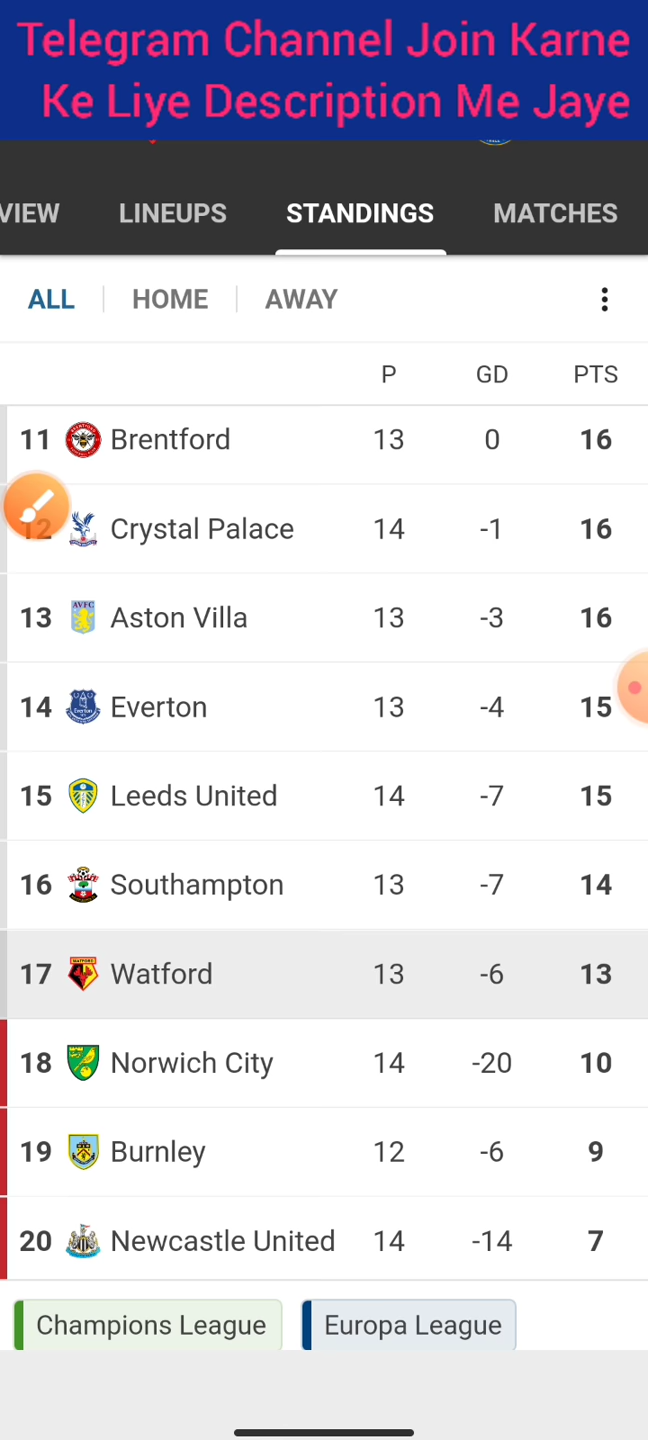 Telegram Channel Join Karne
Ke Liye Description Me Jaye
VIEW LINEUPS STANDINGS MATCHES
ALL HOME AWAY
P GD PTS
11 Brentford 13 0 16
12 Crystal Palace 14 -1 16
13 AVFC Aston Villa 13 -3 16
14 Everton Everton 13 -4 15
15 Leeds United 14 -7 15
16 Southampton 13 -7 14
17 WATFORD Watford 13 -6 13
18 Norwich City 14 -20 10
19 Burnley 12 -6 9
20 Newcastle United 14 -14 7
Champions League Europa League